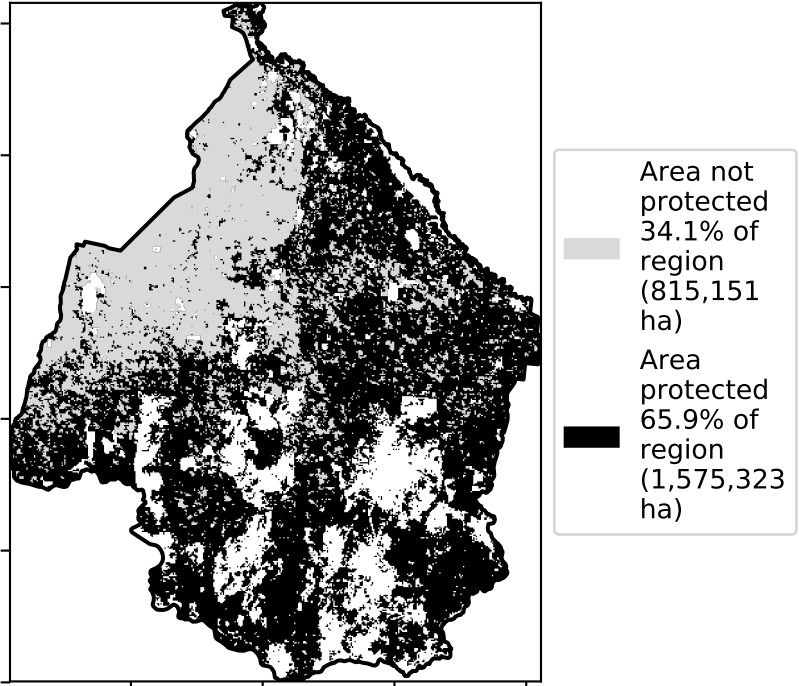 Area not
protected
34.1% of
region
(815,151
ha)
Area
protected
65.9% of
region
(1,575,323
ha)